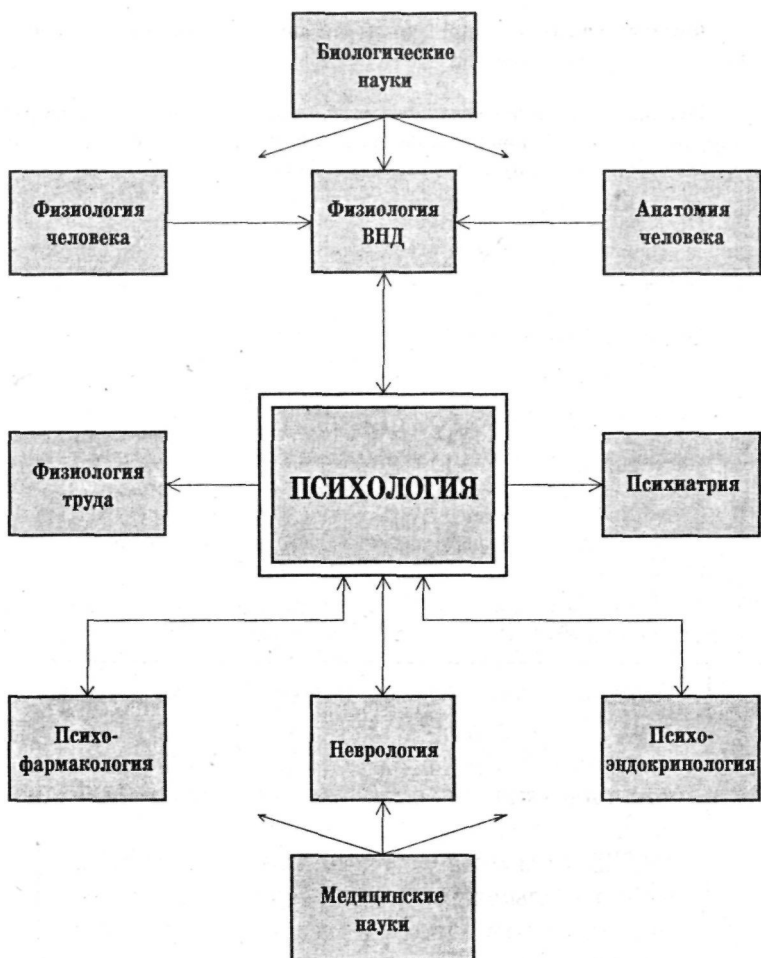 Биологические
науки
Физиология
человека
Физиология
ВНД
Анатомия
человека
Физиология
труда
ПСИХОЛОГИЯ
Психиатрия
Психо-
фармакология
Неврология
Психо-
эндокринология
Медицинские
науки